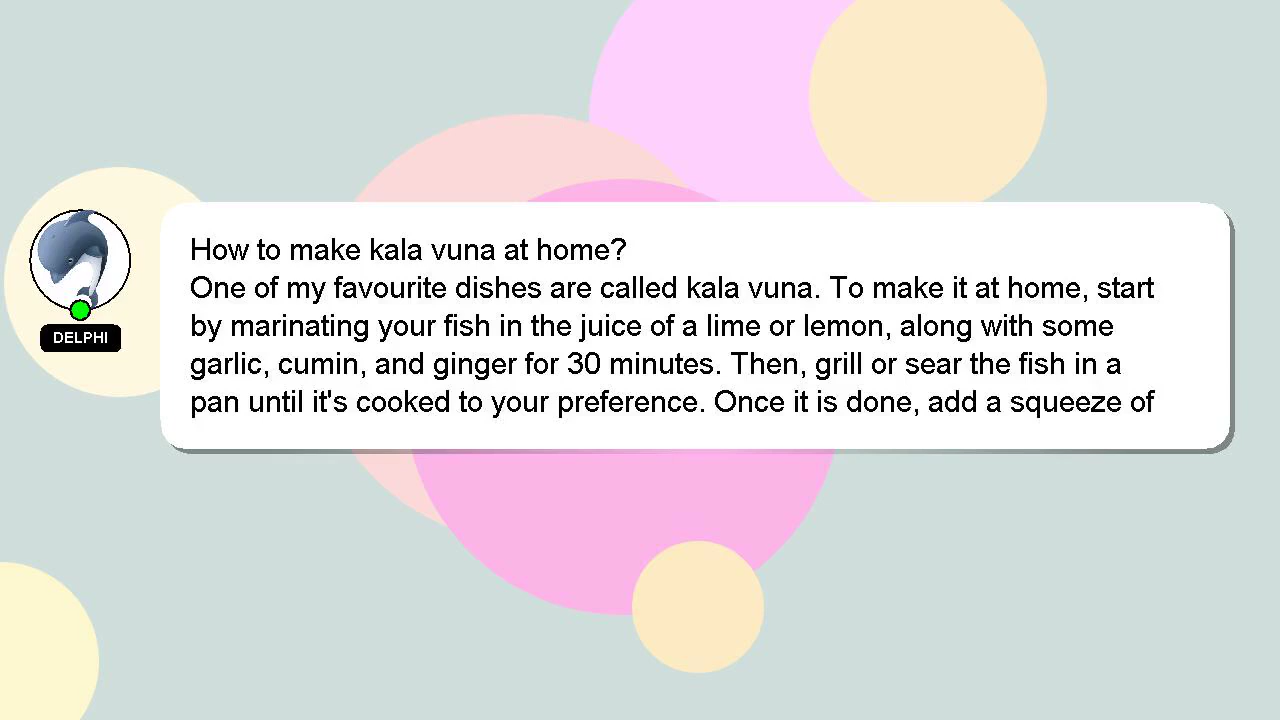 DELPHI
How to make kala vuna at home?
One of my favourite dishes are called kala vuna. To make it at home, start
by marinating your fish in the juice of a lime or lemon, along with some
garlic, cumin, and ginger for 30 minutes. Then, grill or sear the fish in a
pan until it's cooked to your preference. Once it is done, add a squeeze of